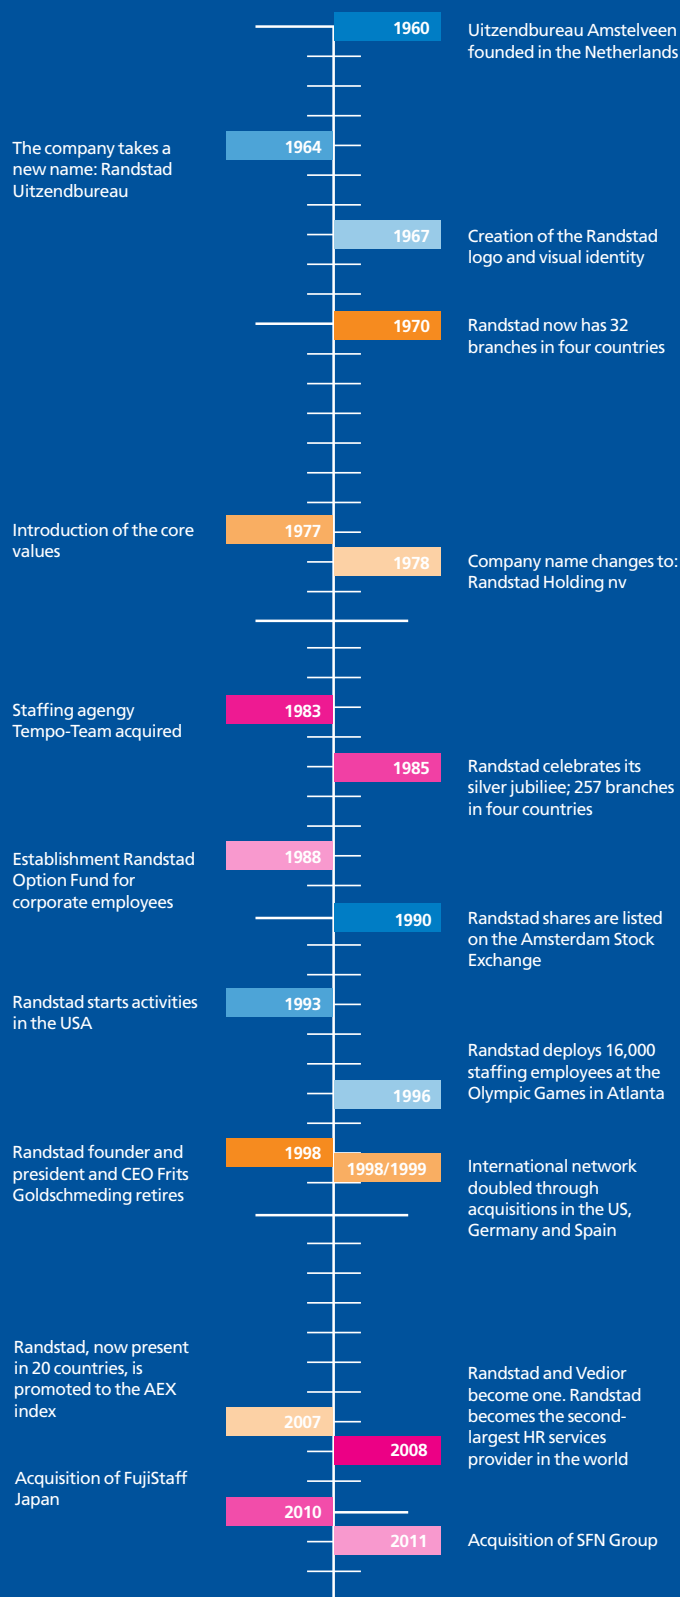 1960
Uitzendbureau Amstelveen
founded in the Netherlands
The company takes a
new name: Randstad
Uitzendbureau
1964
1967
Creation of the Randstad
logo and visual identity
1970
Randstad now has 32
branches in four countries
Introduction of the core
values
1977
1978
Company name changes to:
Randstad Holding nv
Staffing agengy
Tempo-Team acquired
1983
1985
Randstad celebrates its
silver jubiliee; 257 branches
in four countries
Establishment Randstad
Option Fund for
corporate employees
1988
1990
Randstad shares are listed
on the Amsterdam Stock
Exchange
Randstad starts activities
in the USA
1993
Randstad deploys 16,000
staffing employees at the
Olympic Games in Atlanta
1996
Randstad founder and
president and CEO Frits
Goldschmeding retires
1998
1998/1999
International network
doubled through
acquisitions in the US,
Germany and Spain
Randstad, now present
in 20 countries, is
promoted to the AEX
index
2007
Randstad and Vedior
become one. Randstad
becomes the second-
largest HR services
provider in the world
2008
Acquisition of FujiStaff
Japan
2010
2011
Acquisition of SFN Group